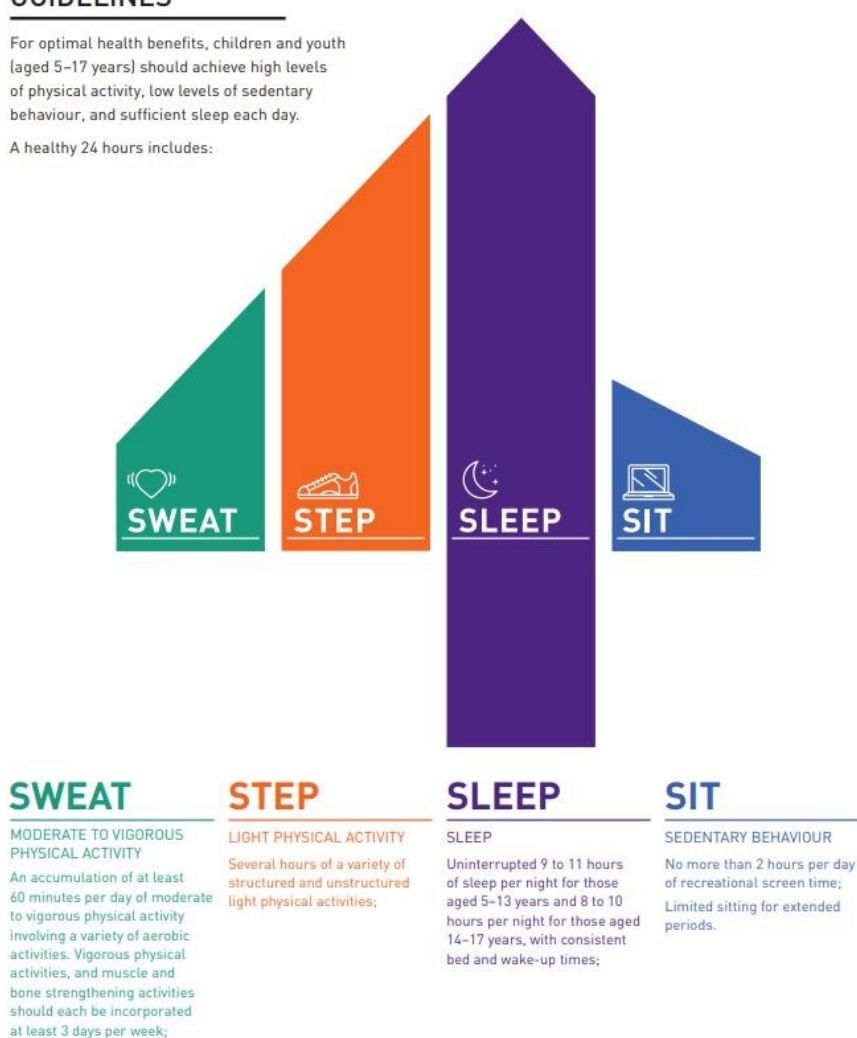 GUIDELINES
For optimal health benefits, children and youth
(aged 5–17 years) should achieve high levels
of physical activity, low levels of sedentary
behaviour, and sufficient sleep each day.
A healthy 24 hours includes:
SWEAT
STEP
SLEEP
SIT
SWEAT
MODERATE TO VIGOROUS
PHYSICAL ACTIVITY
An accumulation of at least
60 minutes per day of moderate
to vigorous physical activity
involving a variety of aerobic
activities. Vigorous physical
activities, and muscle and
bone strengthening activities
should each be incorporated
at least 3 days per week;
STEP
LIGHT PHYSICAL ACTIVITY
Several hours of a variety of
structured and unstructured
light physical activities;
SLEEP
SLEEP
Uninterrupted 9 to 11 hours
of sleep per night for those
aged 5–13 years and 8 to 10
hours per night for those aged
14–17 years, with consistent
bed and wake-up times;
SIT
SEDENTARY BEHAVIOUR
No more than 2 hours per day
of recreational screen time;
Limited sitting for extended
periods.